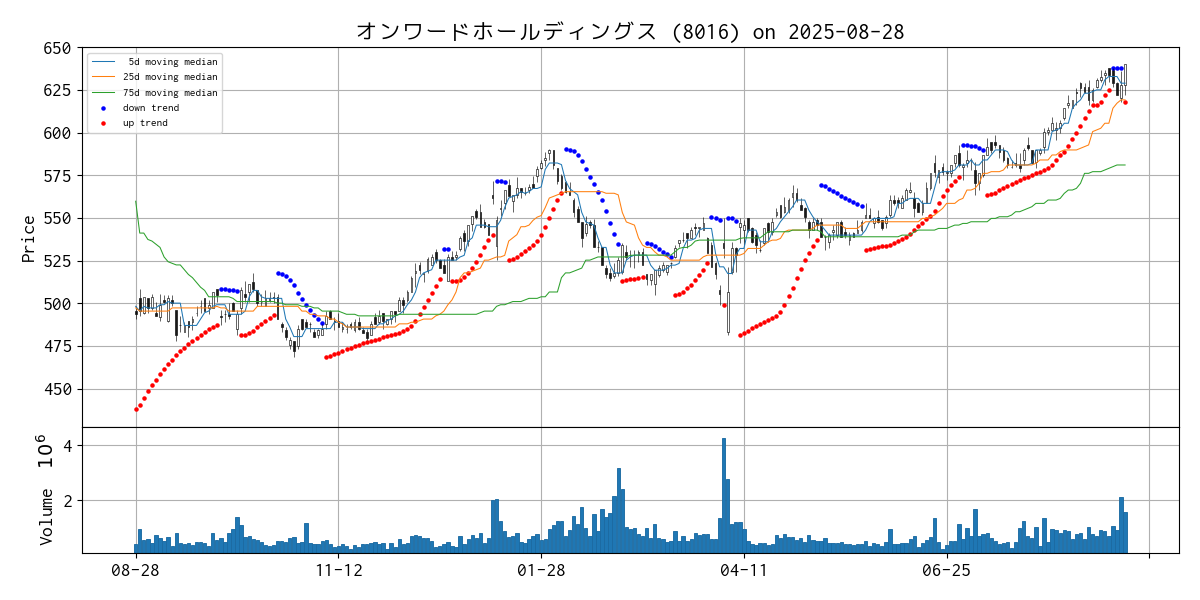 オンワードホールディングス (8016) on 2025-08-28
650
625
600
575
550
525
500
475
450
Price
5d moving median
25d moving median
75d moving median
down trend
up trend
4
2
Volume 10^6
08-28
11-12
01-28
04-11
06-25